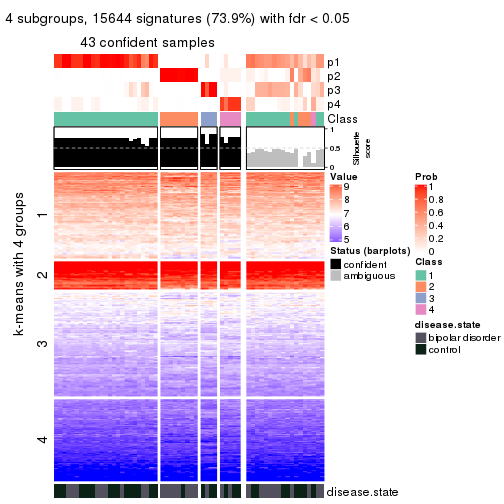 4 subgroups, 15644 signatures (73.9%) with fdr < 0.05
43 confident samples
p1
p2
p3
p4
Class
1
0.5
0
Silhouette
score
k-means with 4 groups
1
2
3
4
disease.state
Value
9
8
7
6
5
Status (barplots)
confident
ambiguous
Prob
1
0.8
0.6
0.4
0.2
0
Class
1
2
3
4
disease.state
bipolar disorder
control